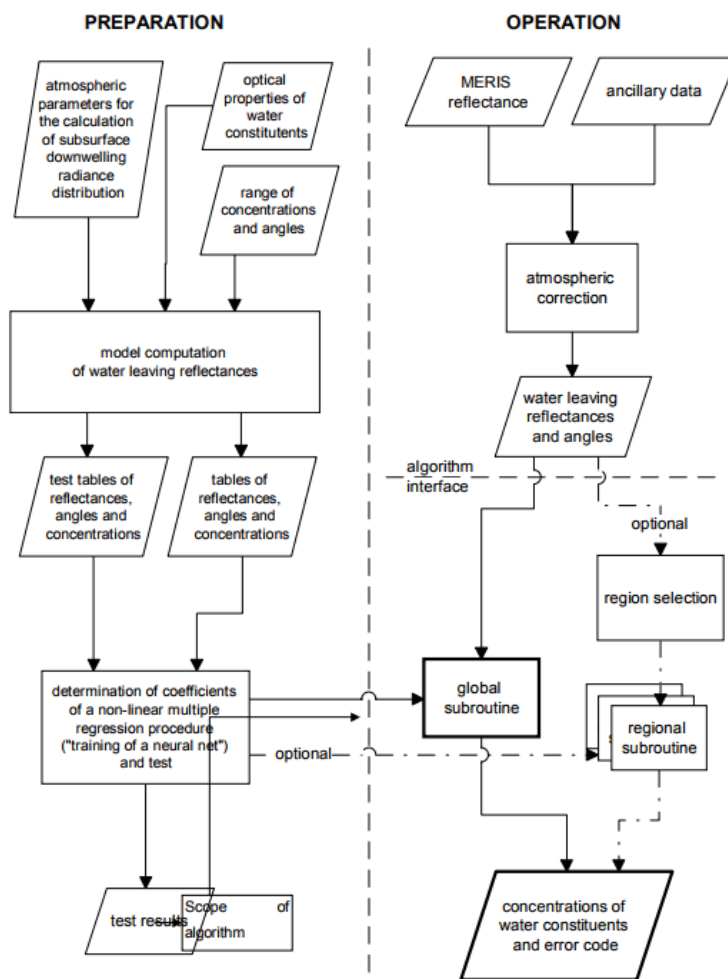 PREPARATION
atmospheric
parameters for
the calculation
of subsurface
downwelling
radiance
distribution
optical
properties of
water
constitutents
range of
concentrations
and angles
model computation
of water leaving reflectances
test tables of
reflectances,
angles and
concentrations
tables of
reflectances,
angles and
concentrations
determination of coefficients
of a non-linear multiple
regression procedure
("training of a neural net")
and test
optional
test results
Scope of
algorithm
OPERATION
MERIS
reflectance
ancillary data
atmospheric
correction
water leaving
reflectances
and angles
algorithm
interface
optional
region selection
global
subroutine
regional
subroutine
concentrations of
water constituents
and error code